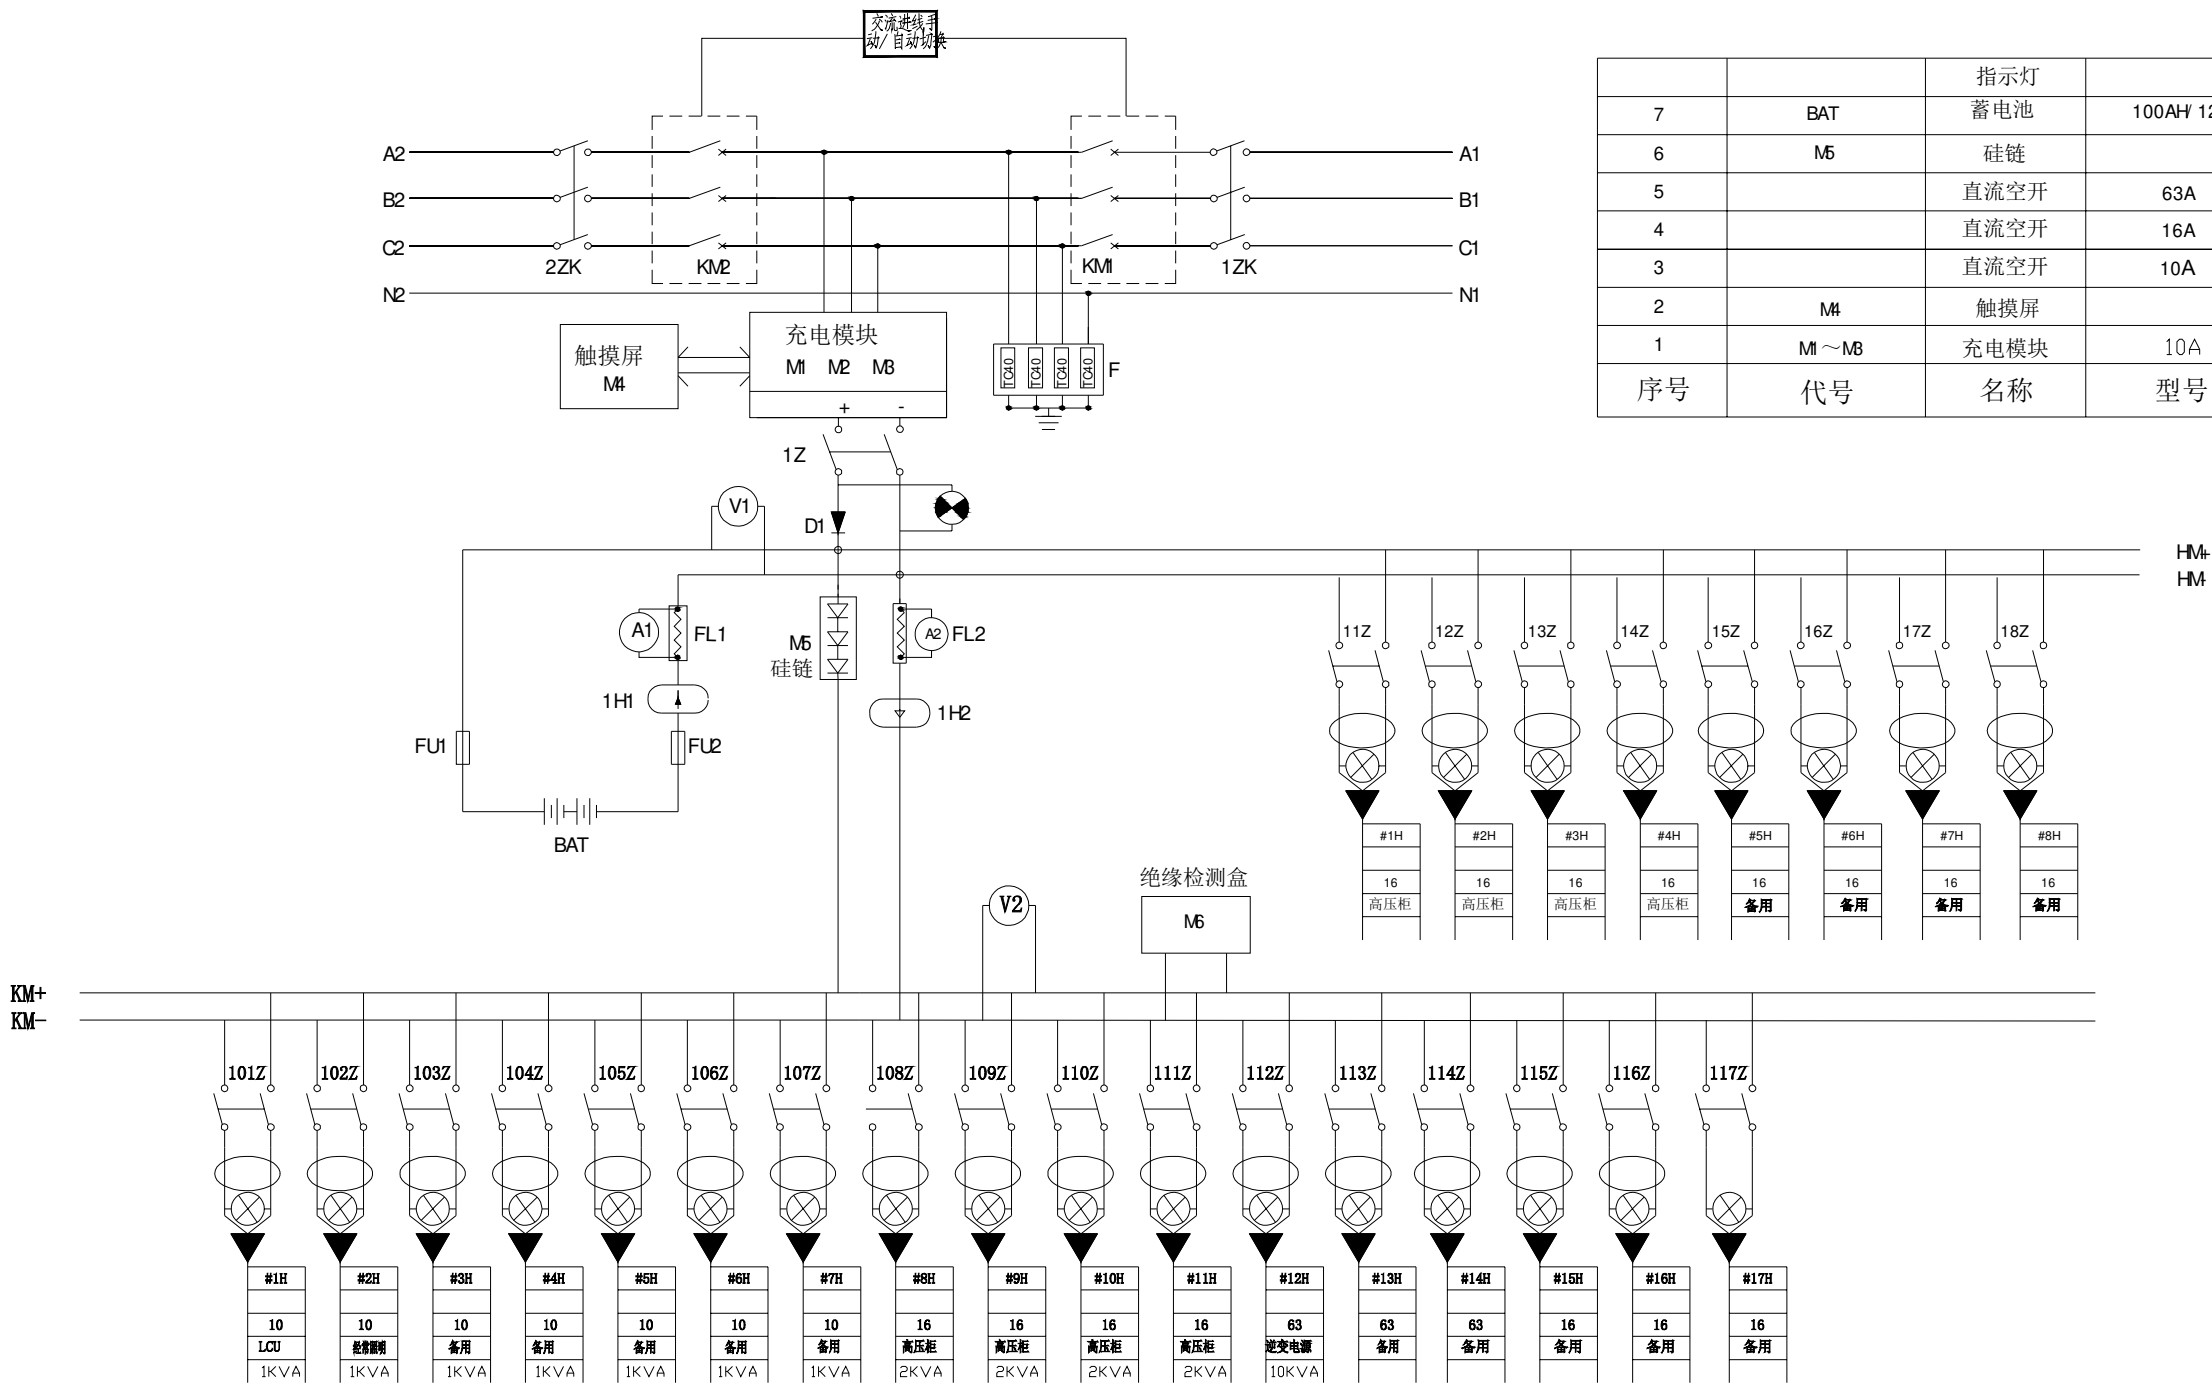 交流进线手
动/自动切换
A2
A1
B2
B1
C2
C1
2ZK
KM2
KM1
1ZK
N2
N1
指示灯
7 BAT 蓄电池 100AH/12
6 M5 硅链
5 直流空开 63A
4 直流空开 16A
3 直流空开 10A
2 M4 触摸屏
1 M1～M3 充电模块 10A
序号 代号 名称 型号
触摸屏
M4
充电模块
M1 M2 M3
+ -
TC40 TC40 TC40 TC40
F
1Z
V1
D1
HM+
HM-
A1
FL1
M5
硅链
A2
FL2
1H1
1H2
FU1
FU2
BAT
11Z 12Z 13Z 14Z 15Z 16Z 17Z 18Z
#1H #2H #3H #4H #5H #6H #7H #8H
16 16 16 16 16 16 16 16
高压柜 高压柜 高压柜 高压柜 备用 备用 备用 备用
绝缘检测盒
M6
V2
KM+
KM-
101Z 102Z 103Z 104Z 105Z 106Z 107Z 108Z 109Z 110Z 111Z 112Z 113Z 114Z 115Z 116Z 117Z
#1H #2H #3H #4H #5H #6H #7H #8H #9H #10H #11H #12H #13H #14H #15H #16H #17H
10 10 10 10 10 10 10 16 16 16 16 63 63 63 16 16 16
LCU 经常照明 备用 备用 备用 备用 备用 高压柜 高压柜 高压柜 高压柜 逆变电源 备用 备用 备用 备用 备用
1KVA 1KVA 1KVA 1KVA 1KVA 1KVA 1KVA 2KVA 2KVA 2KVA 2KVA 10KVA